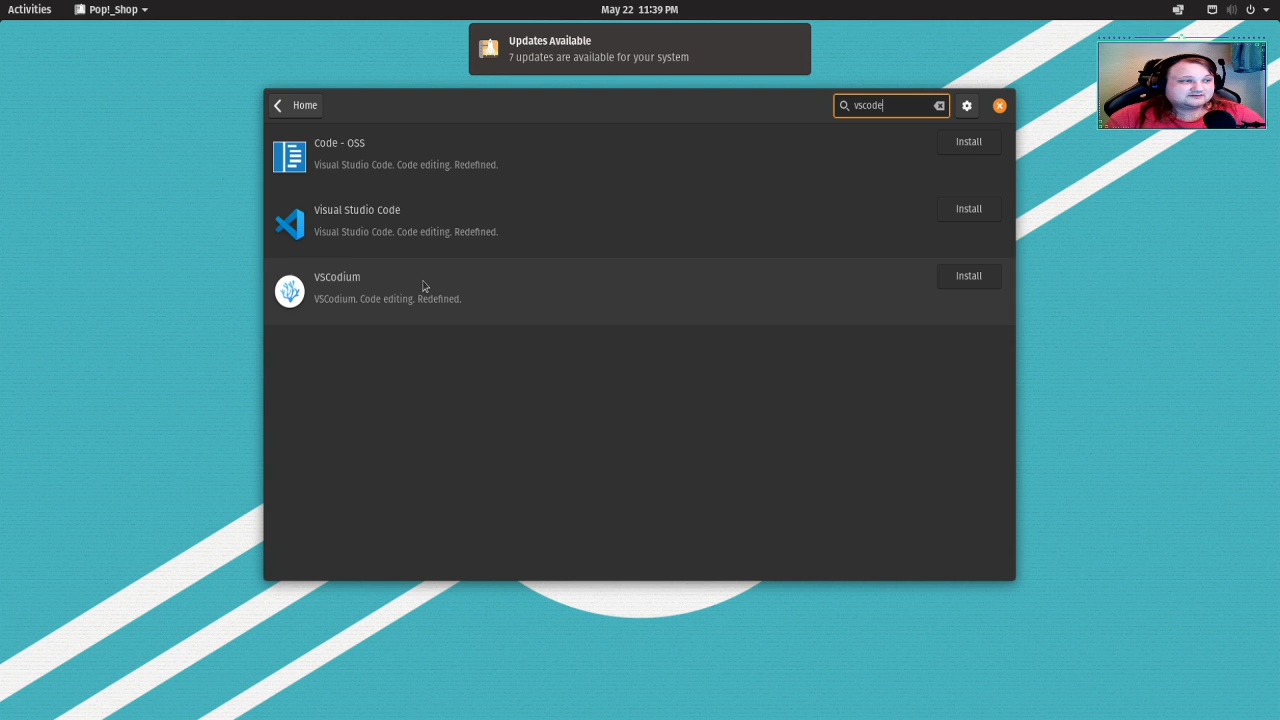 Activities
Pop!_Shop
May 22 11:39 PM
Updates Available
7 updates are available for your system
Home
vscode
Code - OSS
Install
Visual Studio Code. Code editing. Redefined.
Visual Studio Code
Install
Visual Studio Code. Code editing. Redefined.
VSCodium
Install
VSCodium. Code editing. Redefined.